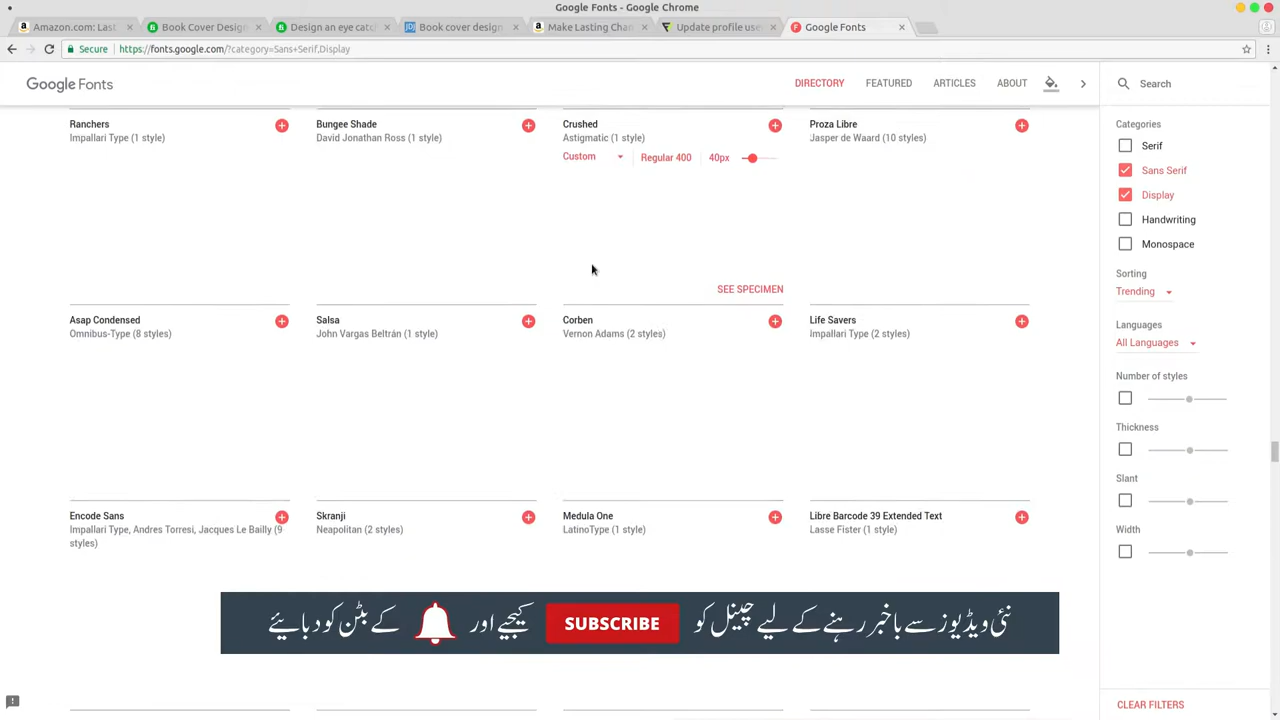 Google Fonts - Google Chrome
Amazon.com: Last
Book Cover Design
Design an eye catc
Book cover design
Make Lasting Chan
Update profile use
Google Fonts
Secure https://fonts.google.com/?category=Sans+Serif,Display
Google Fonts
DIRECTORY FEATURED ARTICLES ABOUT
Search
Ranchers
Impallari Type (1 style)
Bungee Shade
David Jonathan Ross (1 style)
Crushed
Astigmatic (1 style)
Custom Regular 400 40px
SEE SPECIMEN
Proza Libre
Jasper de Waard (10 styles)
Asap Condensed
Omnibus-Type (8 styles)
Salsa
John Vargas Beltrán (1 style)
Corben
Vernon Adams (2 styles)
Life Savers
Impallari Type (2 styles)
Encode Sans
Impallari Type, Andres Torresi, Jacques Le Bailly (9
styles)
Skranji
Neapolitan (2 styles)
Medula One
LatinoType (1 style)
Libre Barcode 39 Extended Text
Lasse Fister (1 style)
Categories
Serif
Sans Serif
Display
Handwriting
Monospace
Sorting
Trending
Languages
All Languages
Number of styles
Thickness
Slant
Width
CLEAR FILTERS
نئی ویڈیوز سے باخبر رہنے کے لیے چینل کو SUBSCRIBE کیجیے اور کے بٹن کو دبائیے